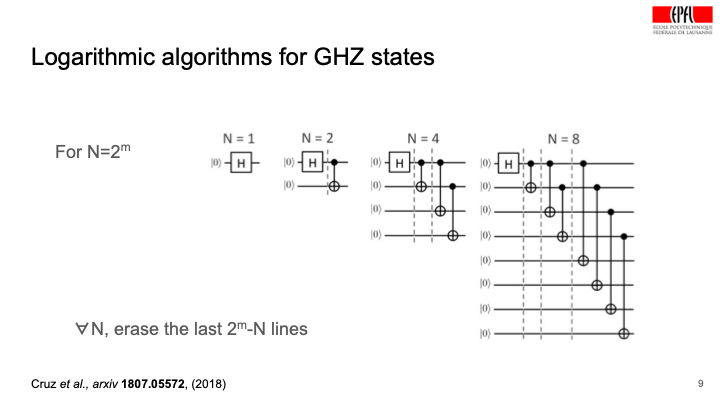 EPFL
ÉCOLE POLYTECHNIQUE
FÉDÉRALE DE LAUSANNE
Logarithmic algorithms for GHZ states
For N=2ᵐ
N = 1
N = 2
N = 4
N = 8
|0⟩ H
|0⟩ H
|0⟩
|0⟩ H
|0⟩
|0⟩
|0⟩
|0⟩ H
|0⟩
|0⟩
|0⟩
|0⟩
|0⟩
|0⟩
|0⟩
∀ N, erase the last 2ᵐ-N lines
Cruz et al., arxiv 1807.05572, (2018)
9